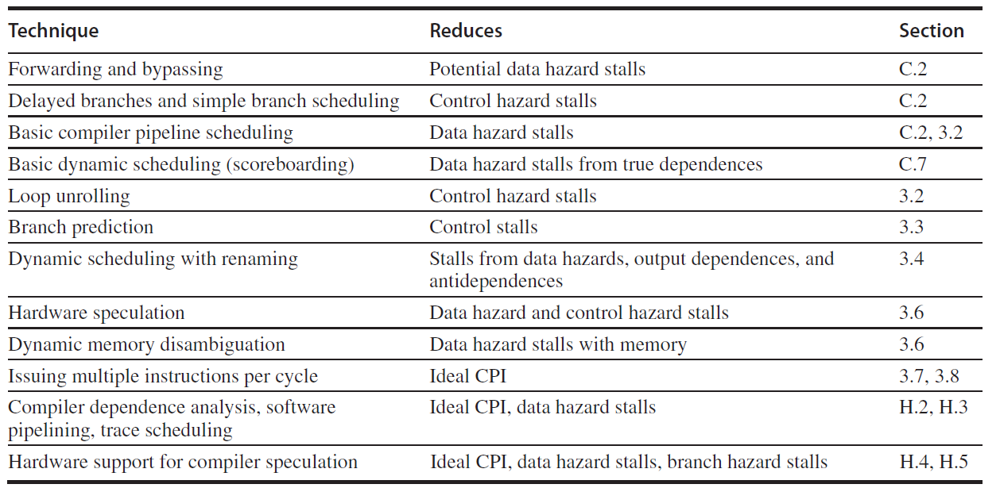 Technique Reduces Section
Forwarding and bypassing Potential data hazard stalls C.2
Delayed branches and simple branch scheduling Control hazard stalls C.2
Basic compiler pipeline scheduling Data hazard stalls C.2, 3.2
Basic dynamic scheduling (scoreboarding) Data hazard stalls from true dependences C.7
Loop unrolling Control hazard stalls 3.2
Branch prediction Control stalls 3.3
Dynamic scheduling with renaming Stalls from data hazards, output dependences, and 3.4
antidependences
Hardware speculation Data hazard and control hazard stalls 3.6
Dynamic memory disambiguation Data hazard stalls with memory 3.6
Issuing multiple instructions per cycle Ideal CPI 3.7, 3.8
Compiler dependence analysis, software Ideal CPI, data hazard stalls H.2, H.3
pipelining, trace scheduling
Hardware support for compiler speculation Ideal CPI, data hazard stalls, branch hazard stalls H.4, H.5